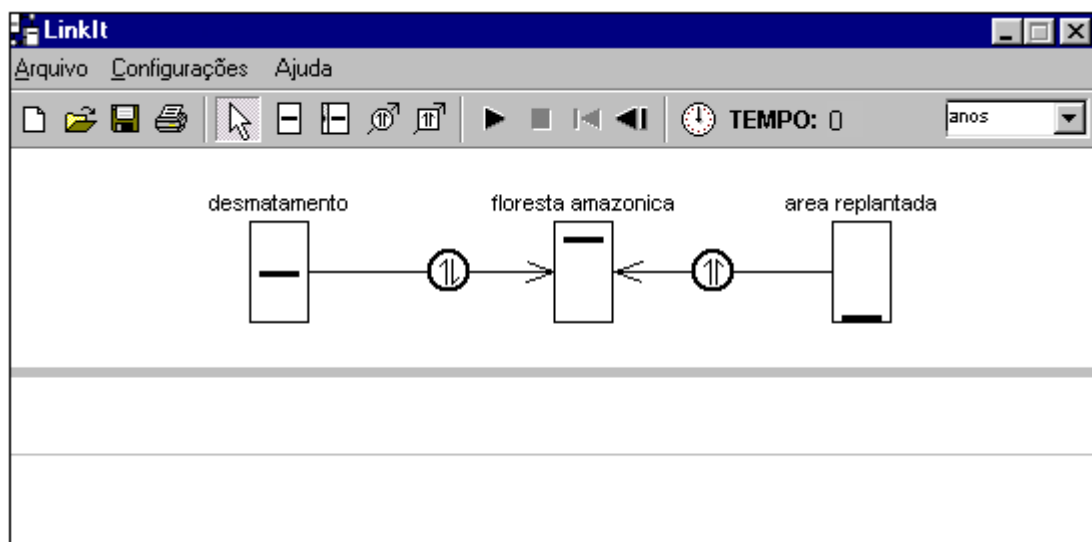 LinkIt
Arquivo Configurações Ajuda
TEMPO: 0 anos
desmatamento floresta amazonica area replantada